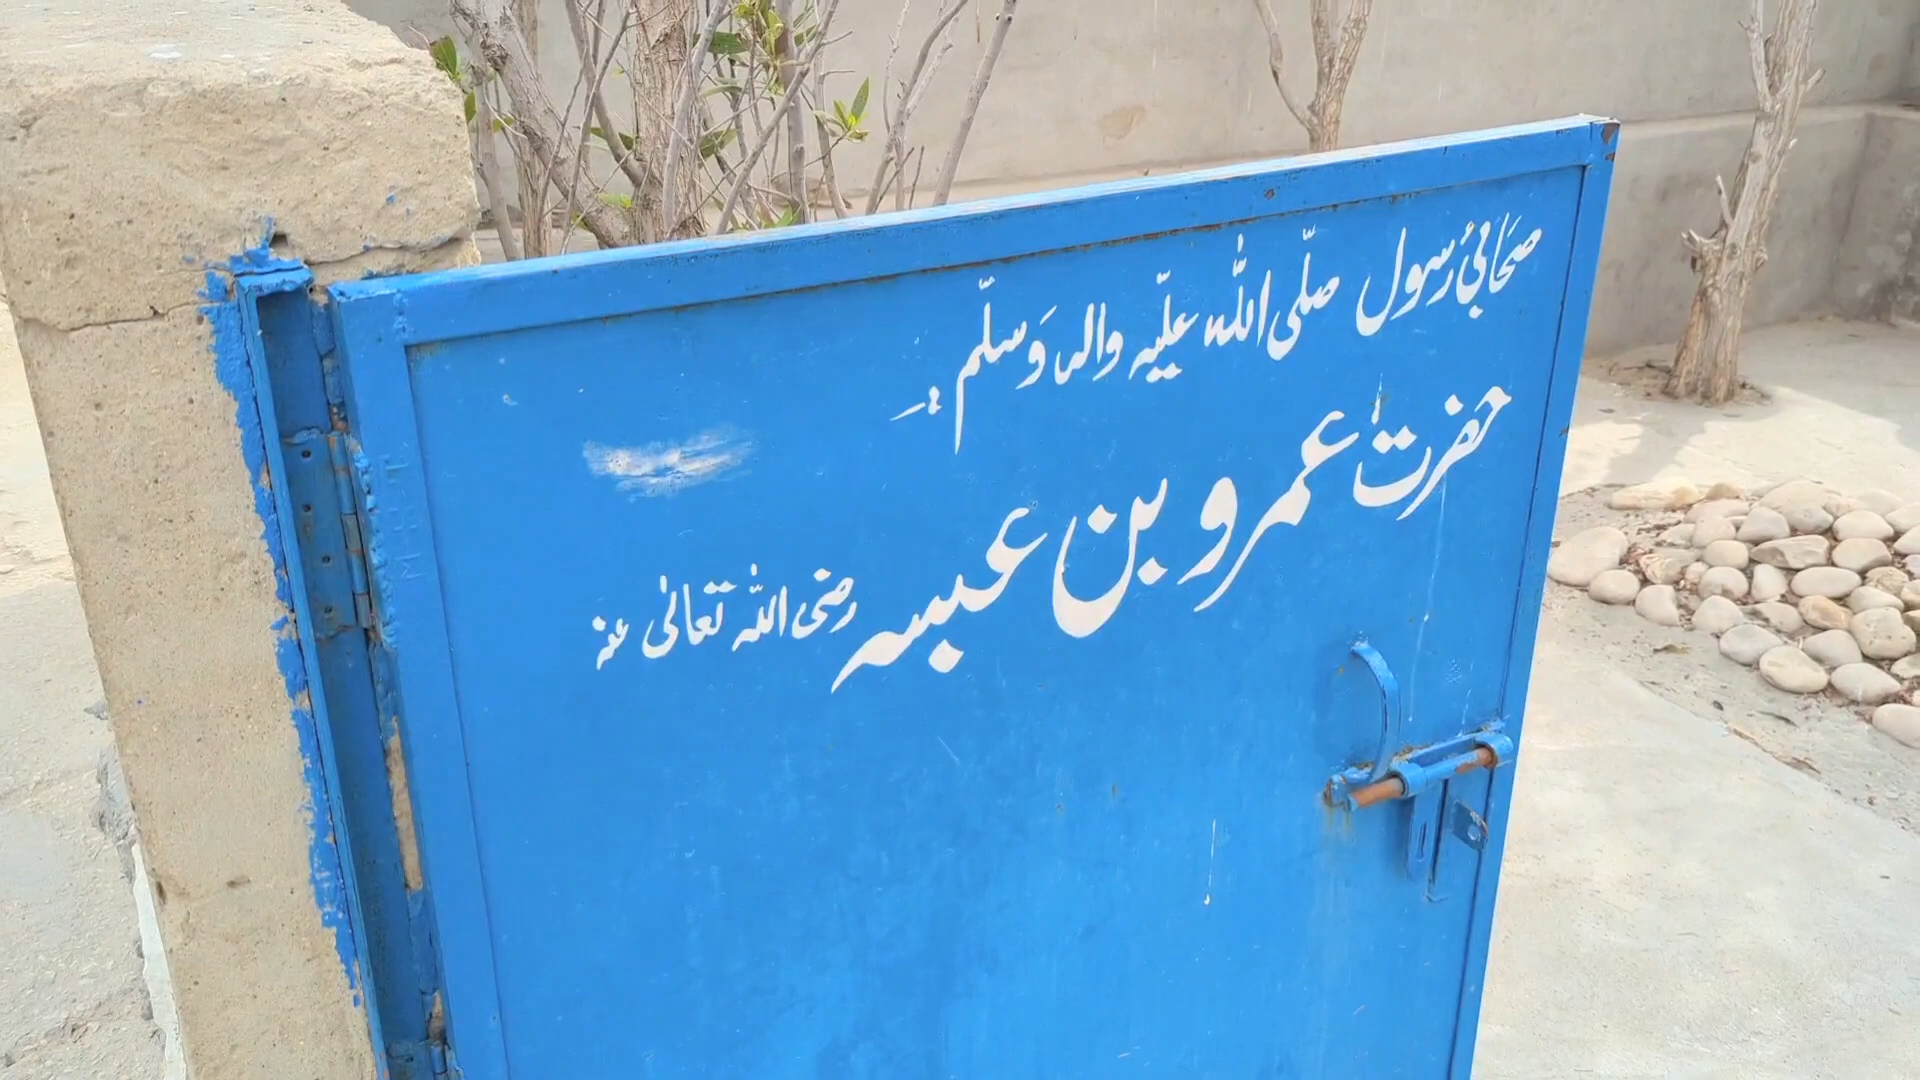 صحابیٔ رسول صلّی اللہ علیہ والہ وسلّم
حضرت عمرو بن عبسہ رضی اللہ تعالیٰ عنہ